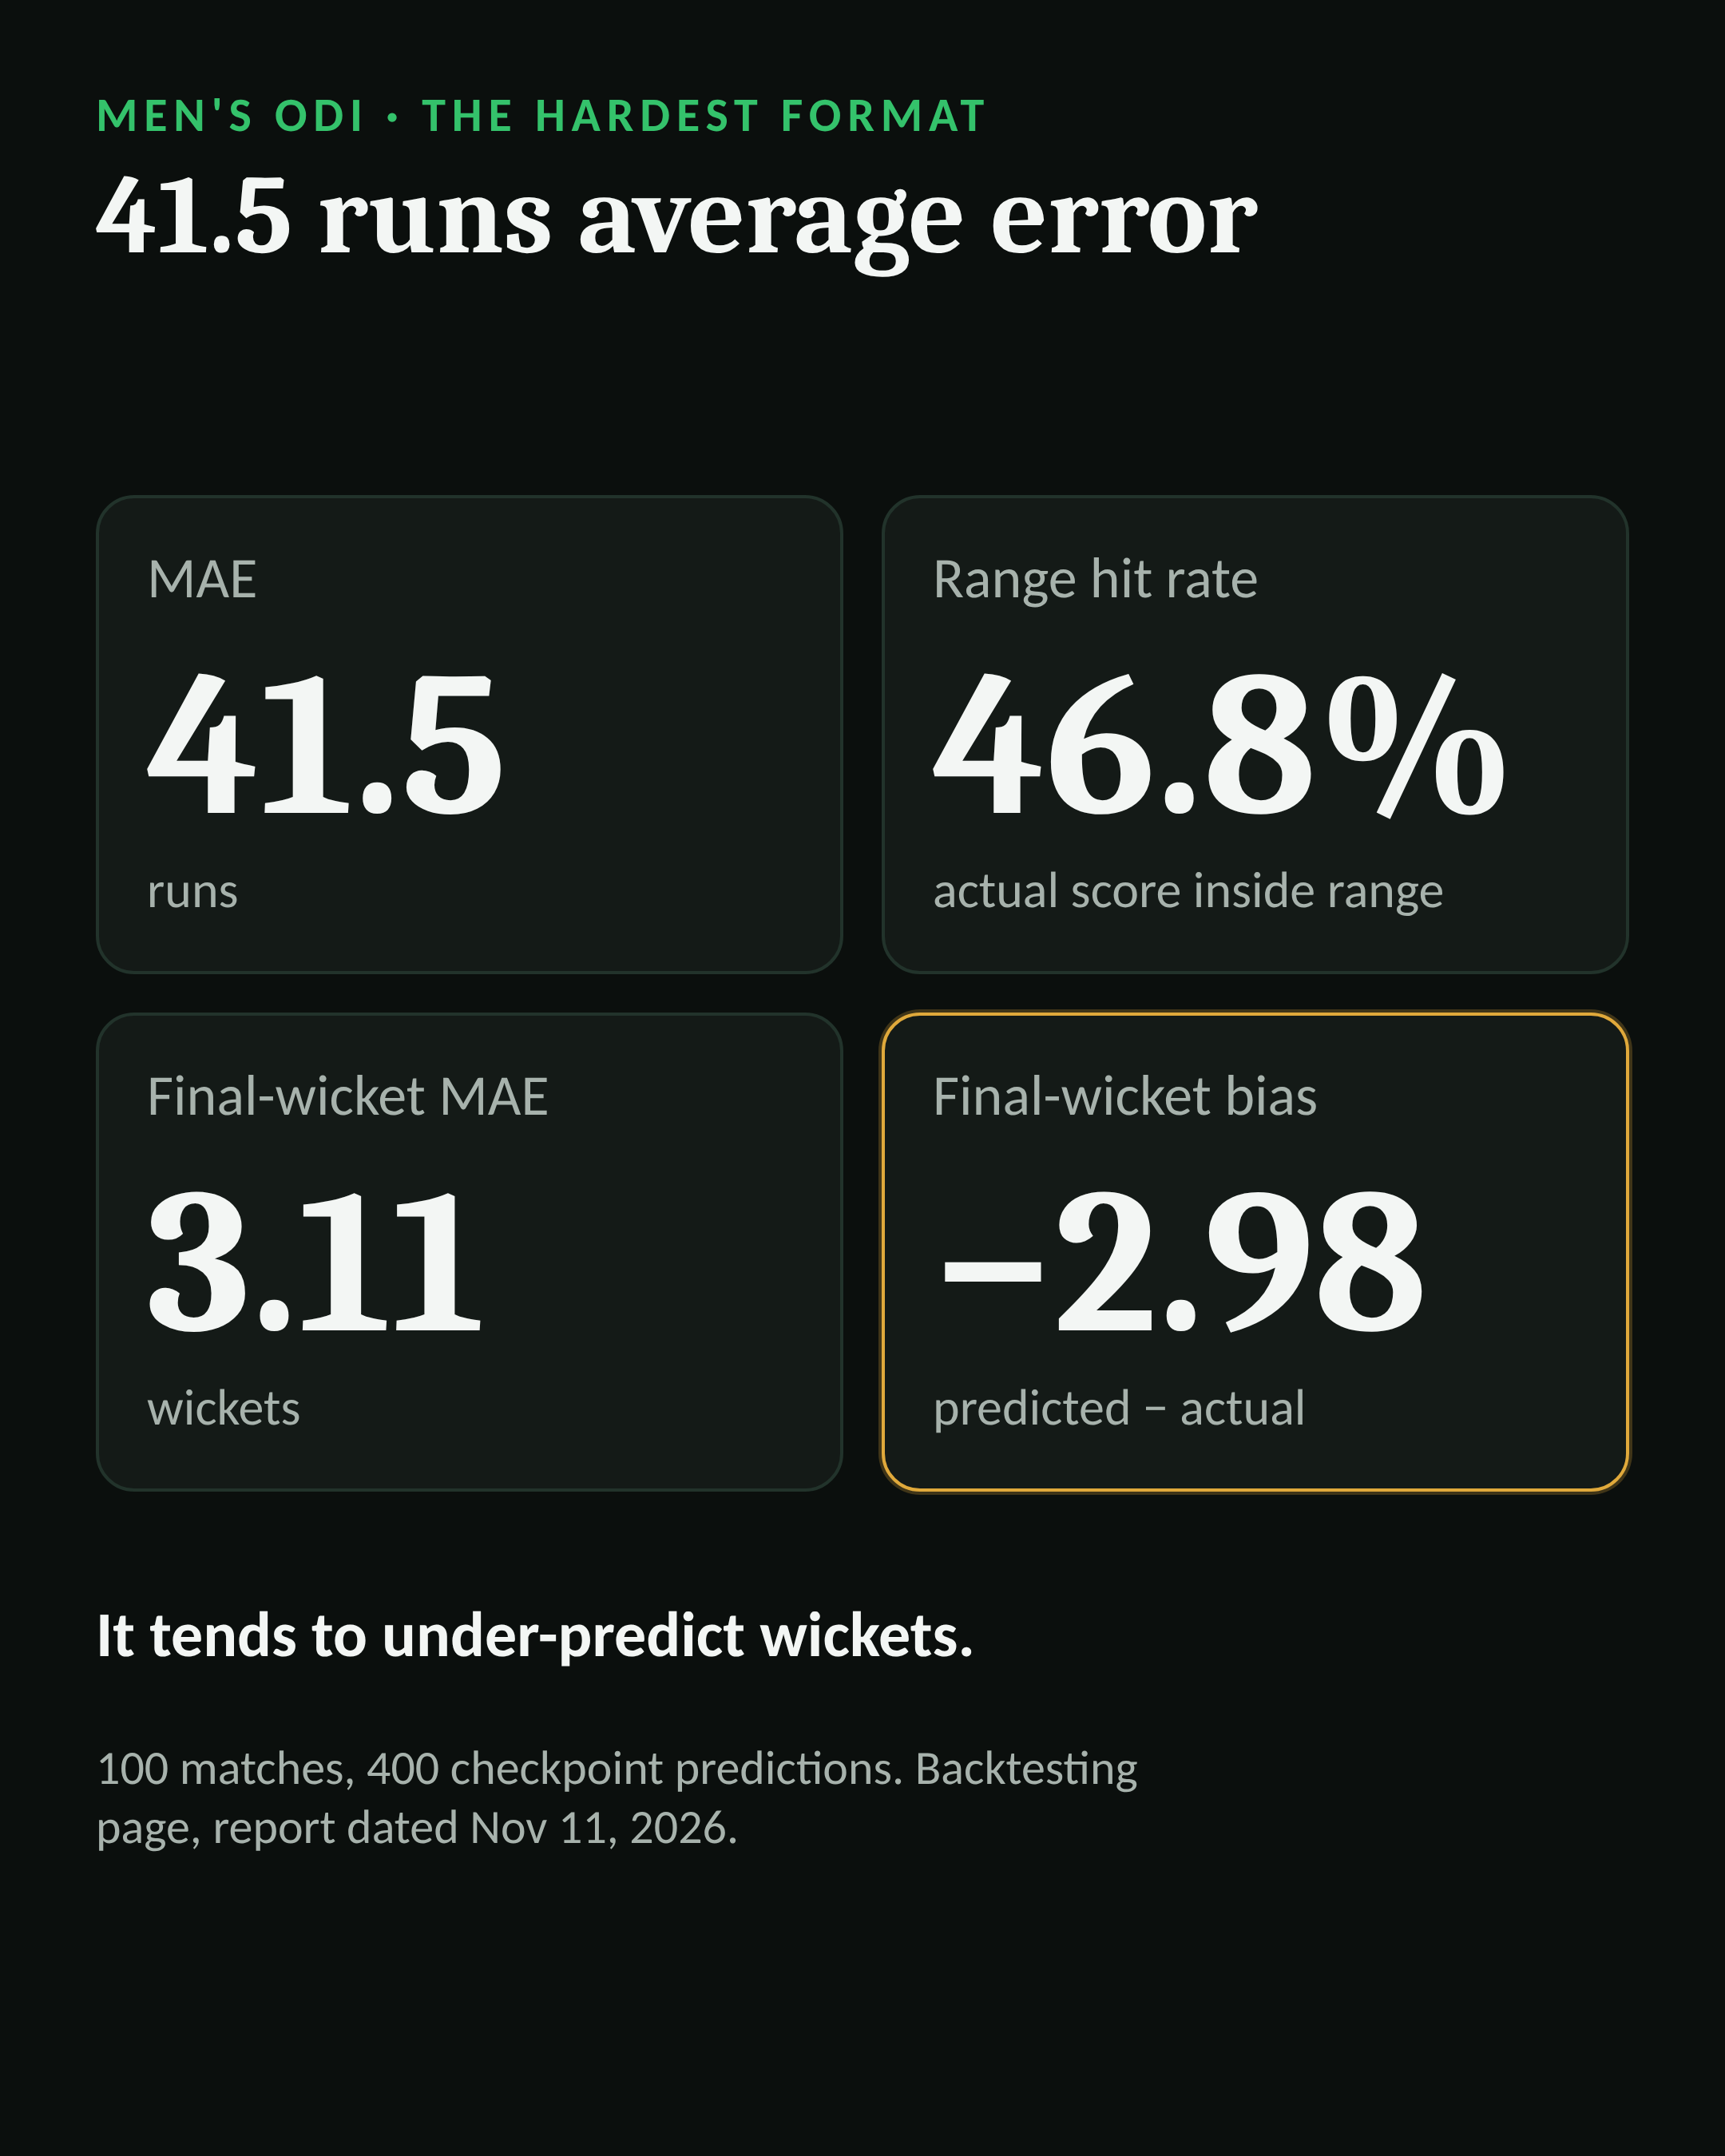 MEN'S ODI · THE HARDEST FORMAT
41.5 runs average error
MAE
41.5
runs
Range hit rate
46.8%
actual score inside range
Final-wicket MAE
3.11
wickets
Final-wicket bias
−2.98
predicted − actual
It tends to under-predict wickets.
100 matches, 400 checkpoint predictions. Backtesting
page, report dated Nov 11, 2026.